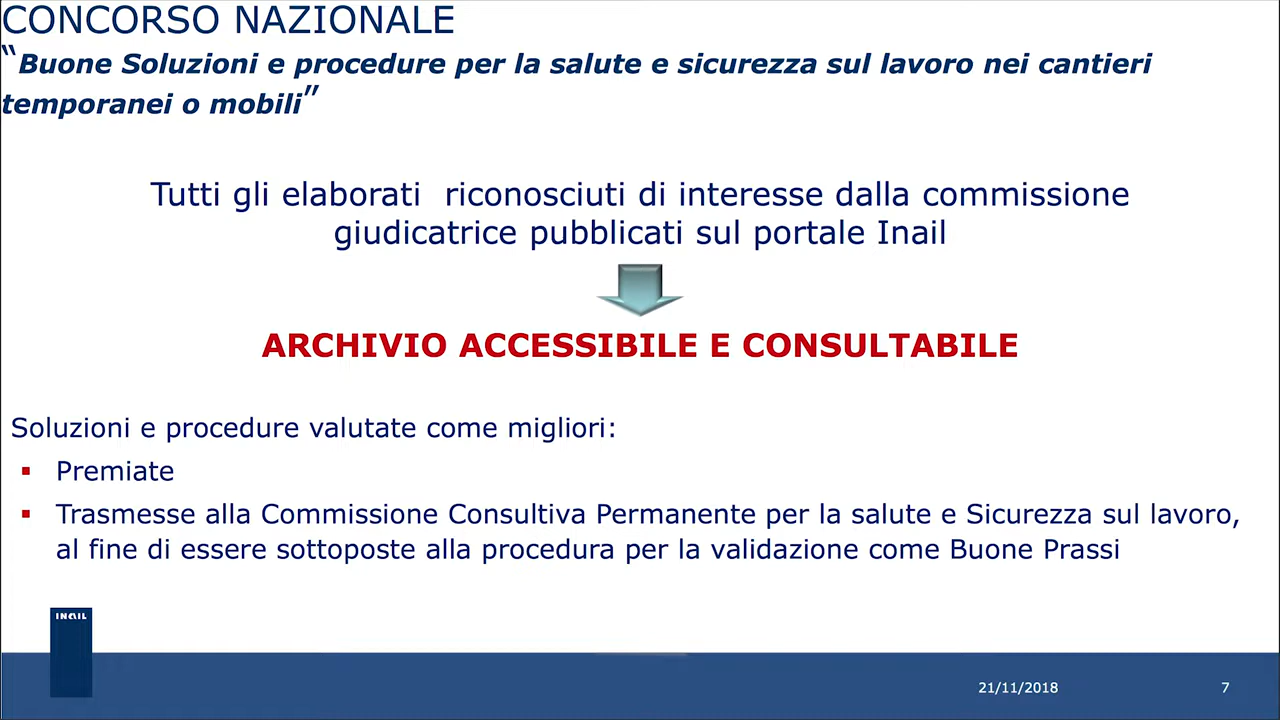 CONCORSO NAZIONALE
“Buone Soluzioni e procedure per la salute e sicurezza sul lavoro nei cantieri
temporanei o mobili”
Tutti gli elaborati riconosciuti di interesse dalla commissione
giudicatrice pubblicati sul portale Inail
ARCHIVIO ACCESSIBILE E CONSULTABILE
Soluzioni e procedure valutate come migliori:
▪ Premiate
▪ Trasmesse alla Commissione Consultiva Permanente per la salute e Sicurezza sul lavoro,
al fine di essere sottoposte alla procedura per la validazione come Buone Prassi
INAIL
21/11/2018
7